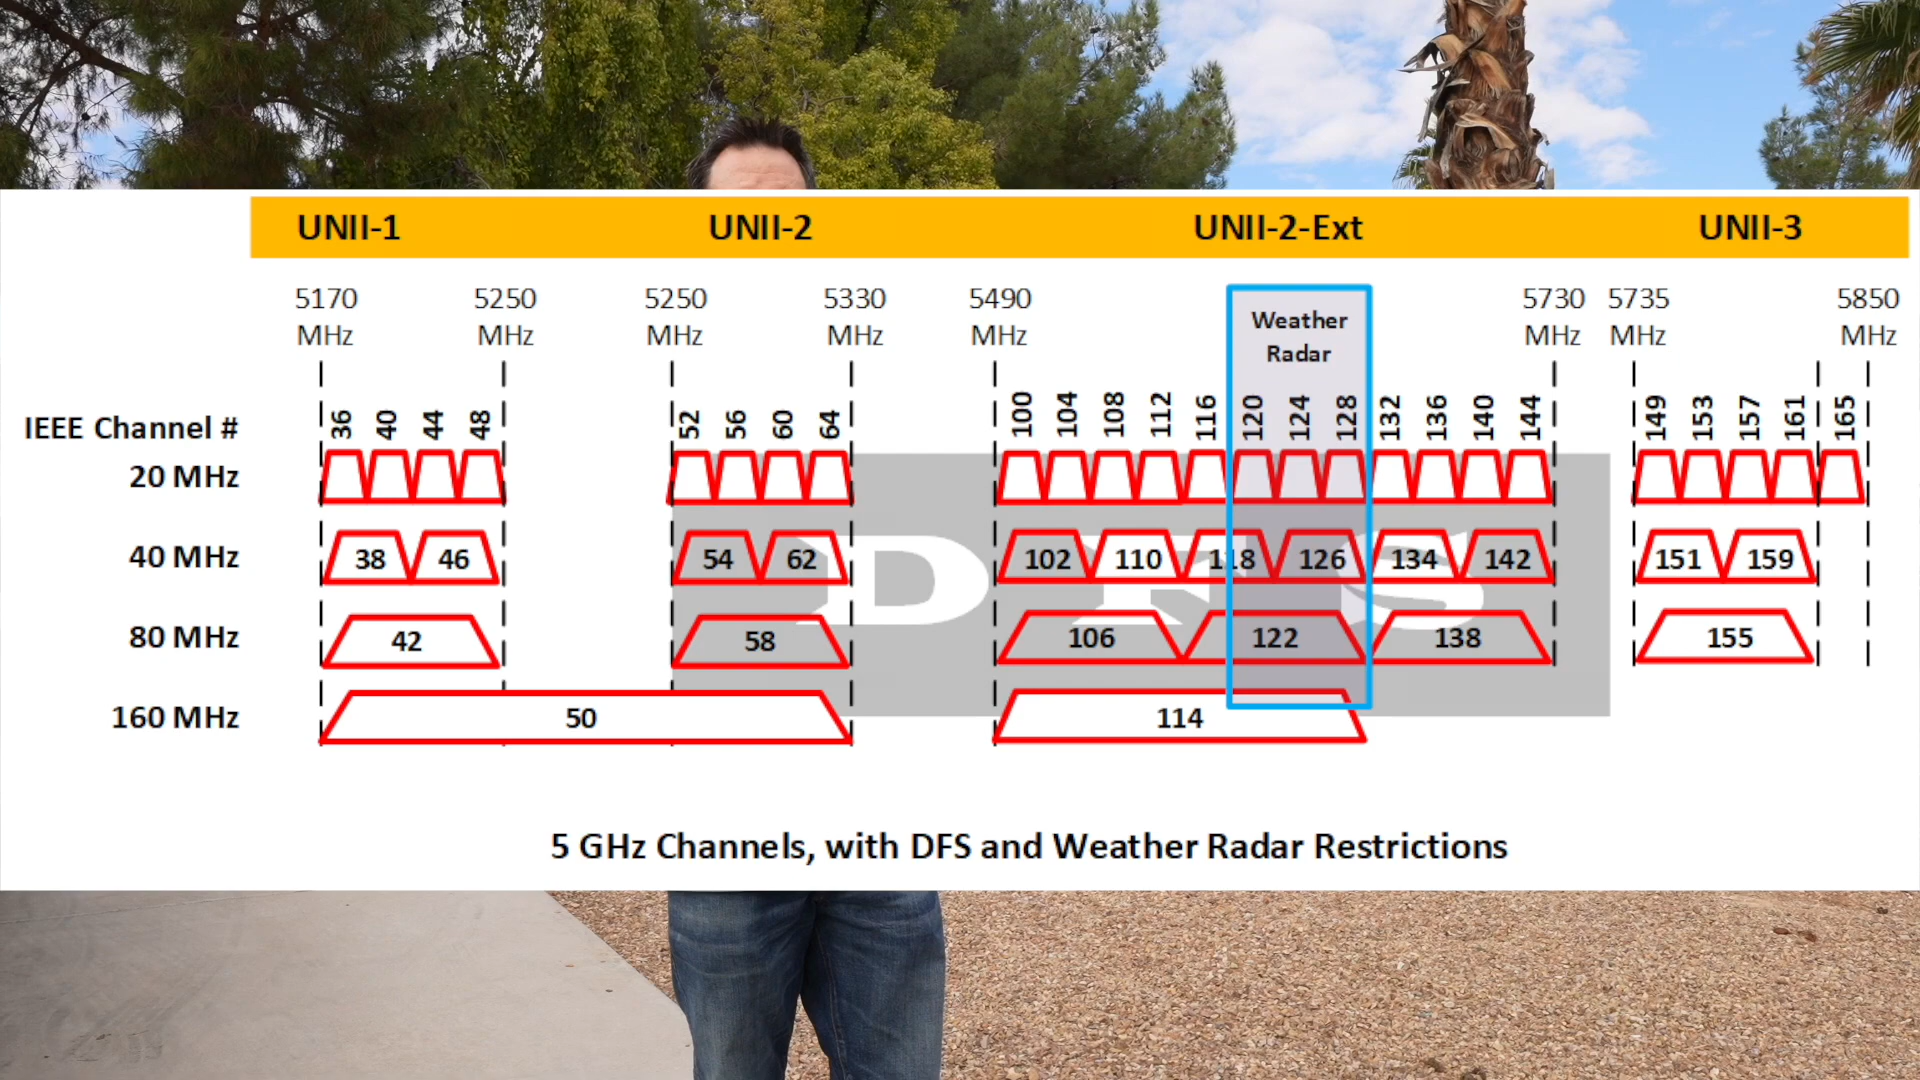 UNII-1 UNII-2 UNII-2-Ext UNII-3
5170 MHz 5250 MHz 5250 MHz 5330 MHz 5490 MHz 5730 MHz 5735 MHz 5850 MHz
Weather
Radar
IEEE Channel # 36 40 44 48 52 56 60 64 100 104 108 112 116 120 124 128 132 136 140 144 149 153 157 161 165
20 MHz
40 MHz 38 46 54 62 102 110 118 126 134 142 151 159
DFS
80 MHz 42 58 106 122 138 155
160 MHz 50 114
5 GHz Channels, with DFS and Weather Radar Restrictions